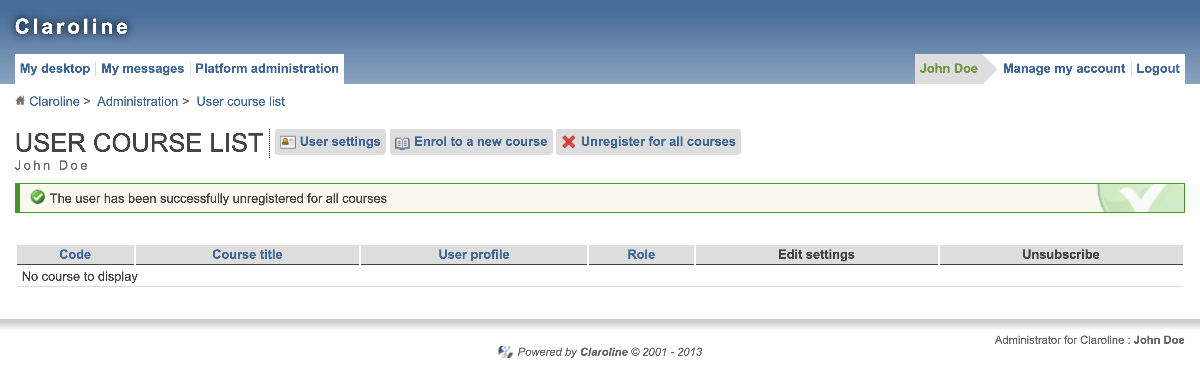 Claroline
My desktop My messages Platform administration John Doe Manage my account Logout
Claroline > Administration > User course list
USER COURSE LIST User settings Enrol to a new course Unregister for all courses
John Doe
The user has been successfully unregistered for all courses
Code Course title User profile Role Edit settings Unsubscribe
No course to display
Administrator for Claroline : John Doe
Powered by Claroline © 2001 - 2013